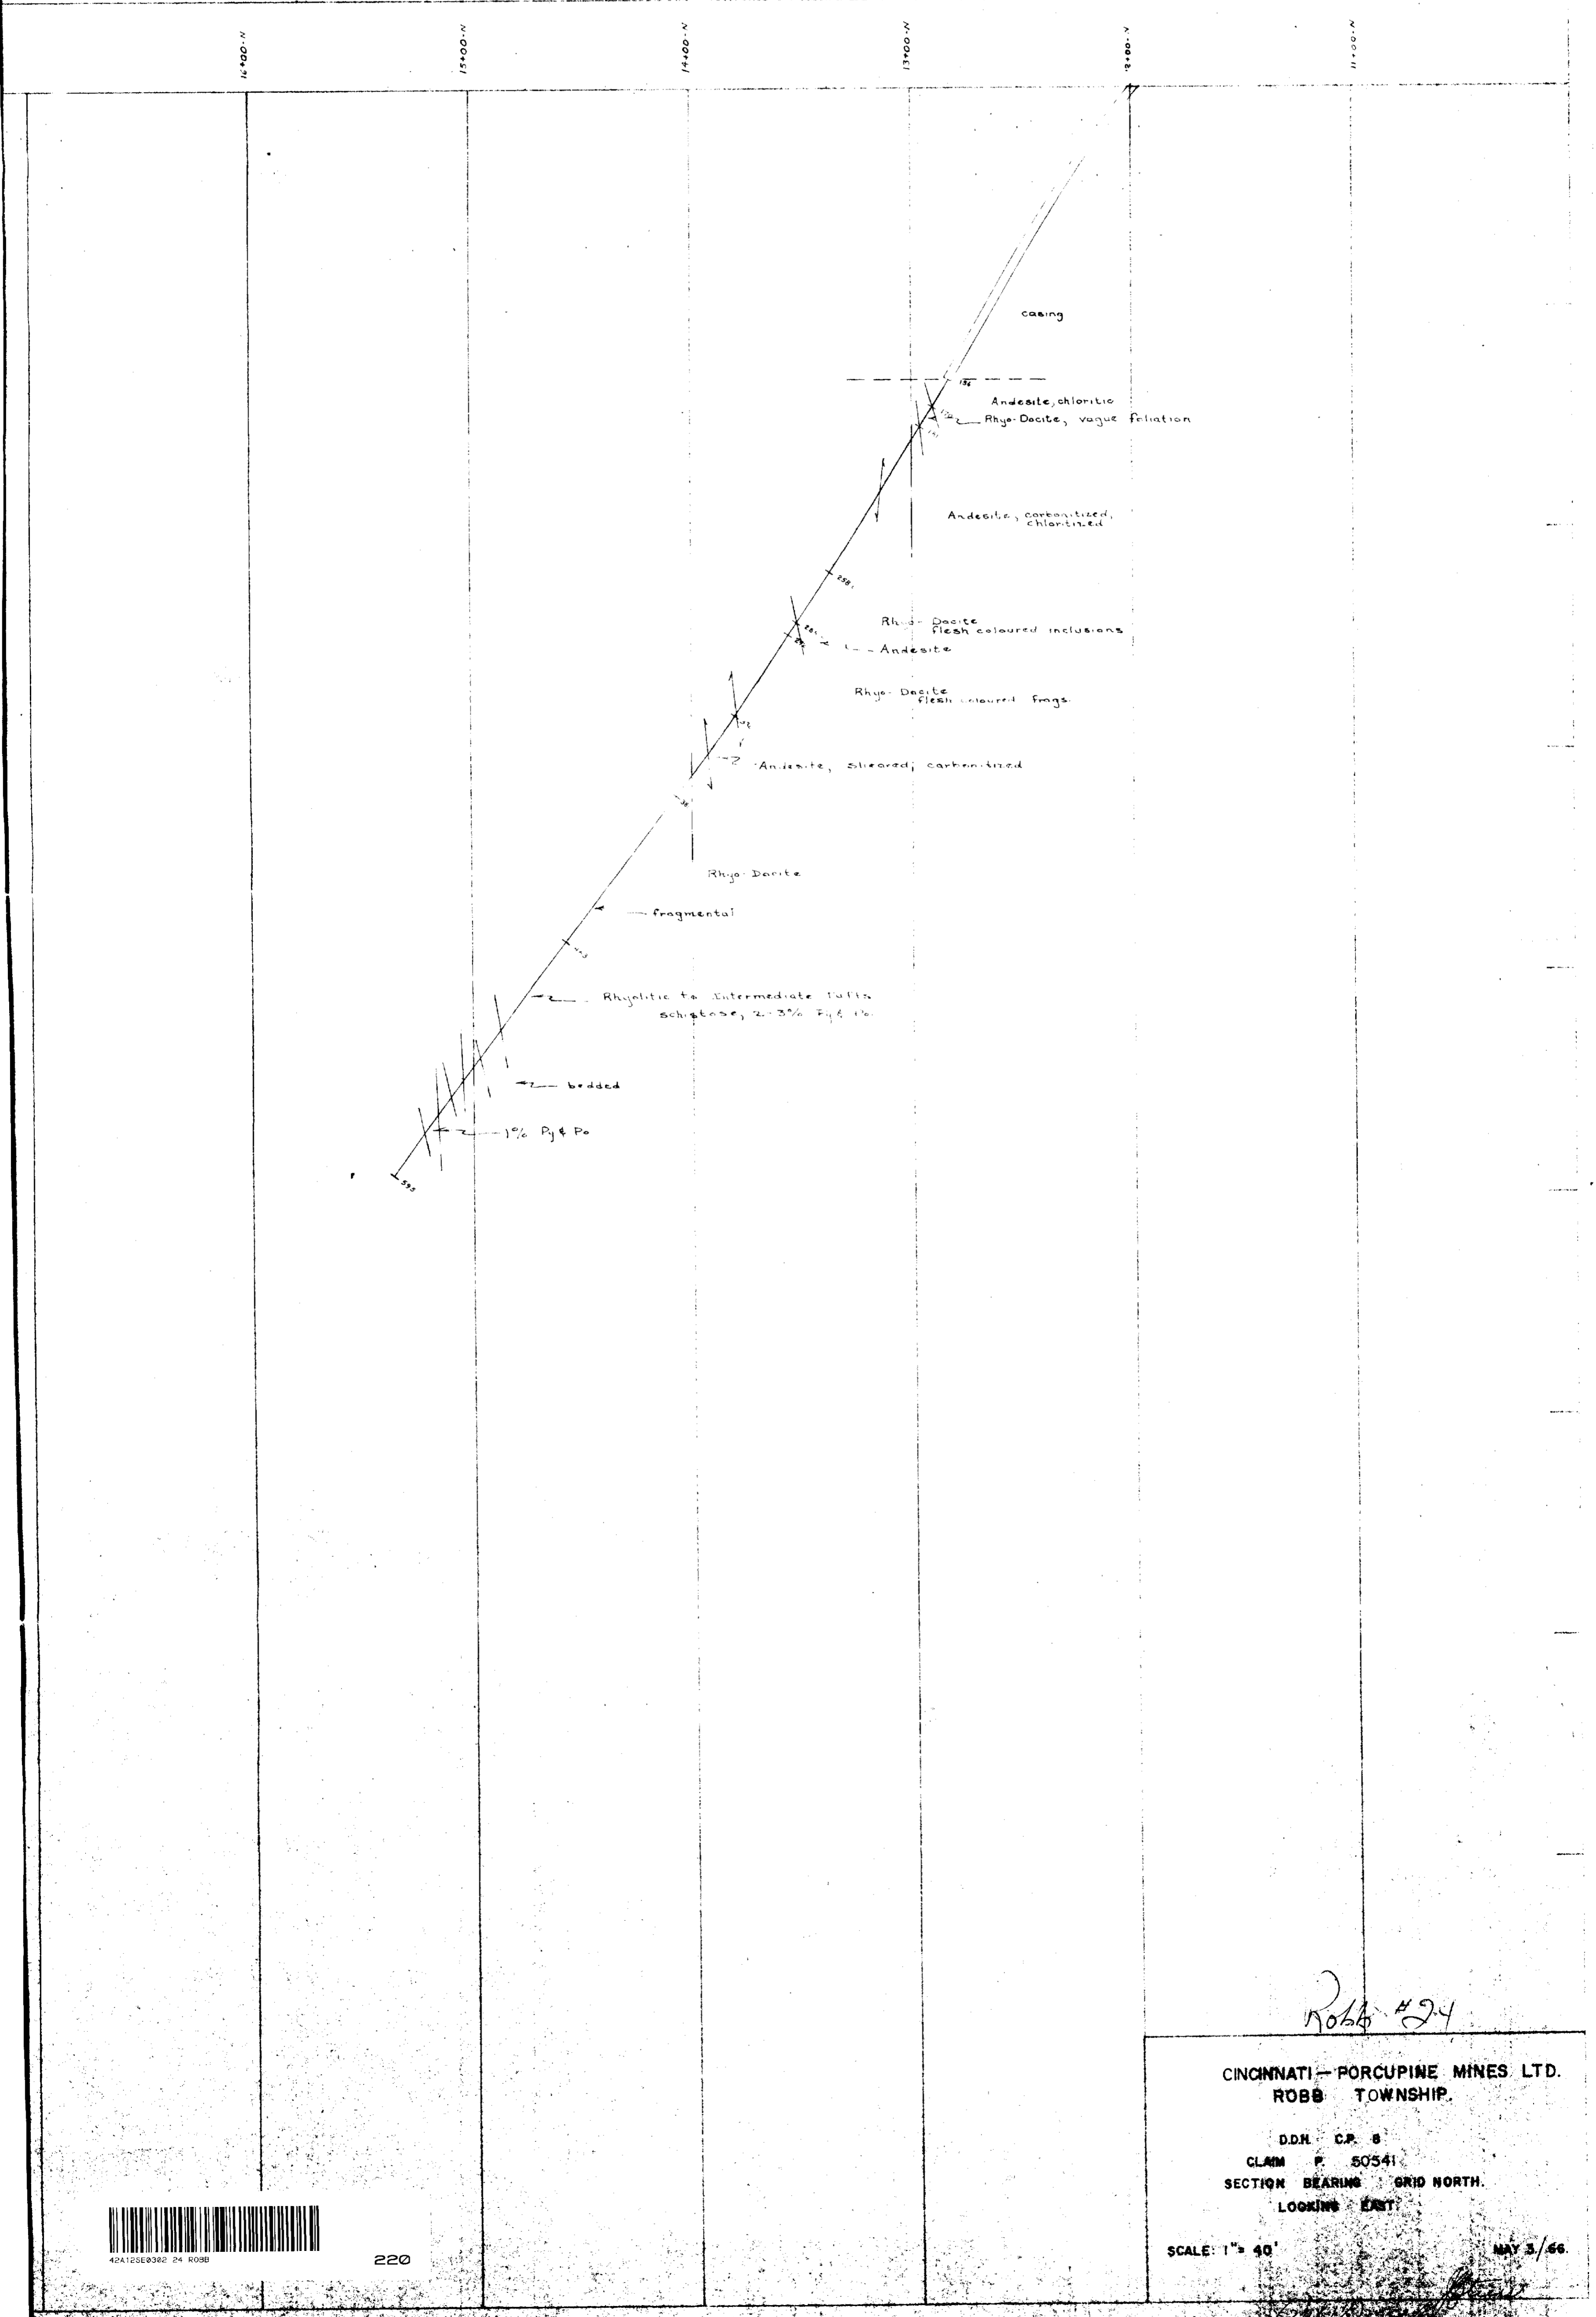 16+00-N
15+00-N
14+00-N
13+00-N
12+00-N
11+00-N
casing
196
Andesite, chloritic
Rhyo-Dacite, vague foliation
Andesite, carbonitized,
chloritized
258
Dacite
flesh coloured inclusions
Andesite
Rhyo-Dacite
flesh coloured frags.
Andesite, sheared, carbonitized
Rhyo-Dacite
fragmental
Rhyolitic to Intermediate Tuffs
schistose, 2-3% Py &
bedded
1% Py & Po
595
Robb #24
CINCINNATI-PORCUPINE MINES LTD.
ROBB TOWNSHIP.
D.D.H. C.P. 8
CLAIM P. 50541
SECTION BEARING GRID NORTH.
LOOKING EAST
SCALE: 1"= 40'
MAY 3/66.
42A12SE0302 24 ROBB
220